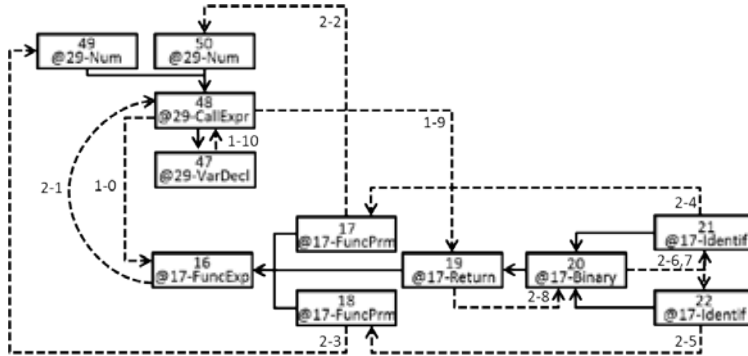 2-2
49
@29-Num
50
@29-Num
48
@29-CallExpr
1-9
1-10
47
@29-VarDecl
2-1
1-0
2-4
17
@17-FuncPrm
21
@17-Identif
16
@17-FuncExp
19
@17-Return
20
@17-Binary
2-6,7
2-8
18
@17-FuncPrm
22
@17-Identif
2-3
2-5